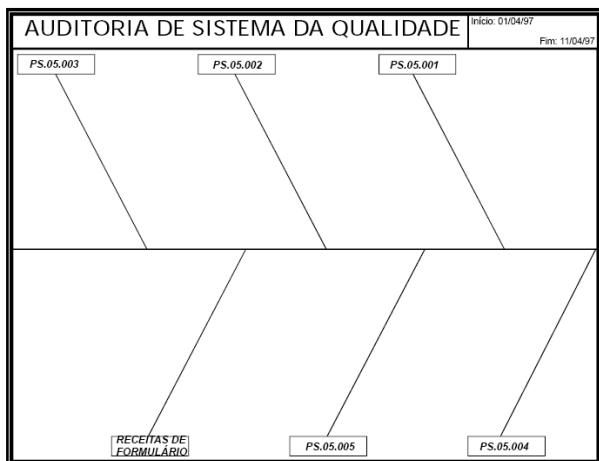 AUDITORIA DE SISTEMA DA QUALIDADE
Início: 01/04/97
Fim: 11/04/97
PS.05.003
PS.05.002
PS.05.001
RECEITAS DE
FORMULÁRIO
PS.05.005
PS.05.004